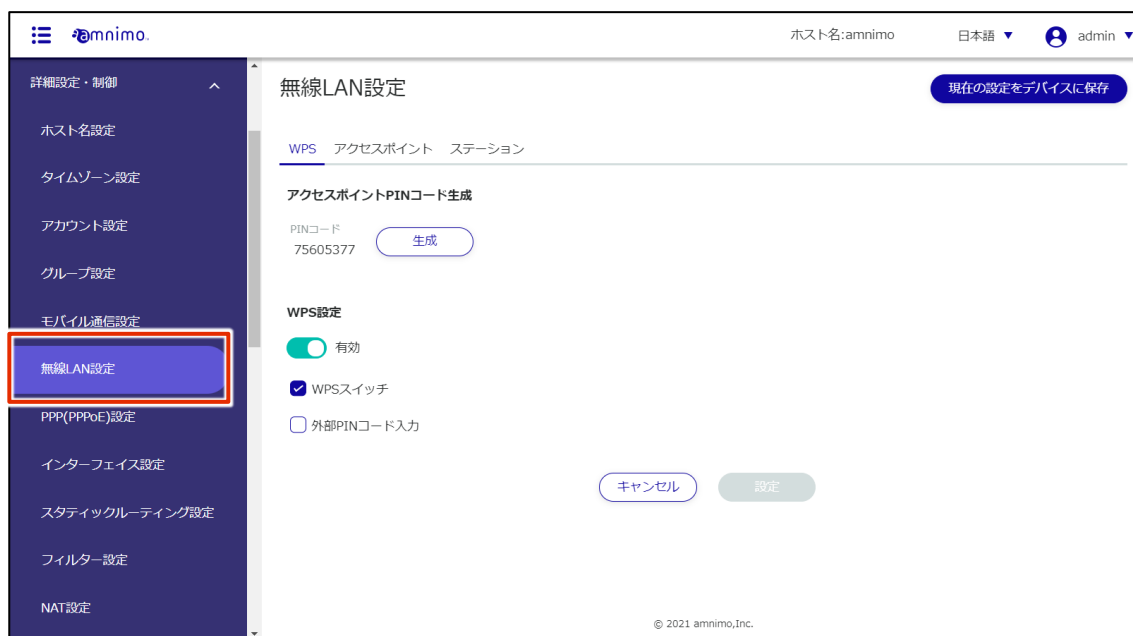 amnimo.
ホスト名:amnimo
日本語 ▼
admin ▼
詳細設定・制御
ホスト名設定
タイムゾーン設定
アカウント設定
グループ設定
モバイル通信設定
無線LAN設定
PPP(PPPoE)設定
インターフェイス設定
スタティックルーティング設定
フィルター設定
NAT設定
無線LAN設定
現在の設定をデバイスに保存
WPS アクセスポイント ステーション
アクセスポイントPINコード生成
PINコード
75605377
生成
WPS設定
有効
WPSスイッチ
外部PINコード入力
キャンセル 設定
© 2021 amnimo,Inc.